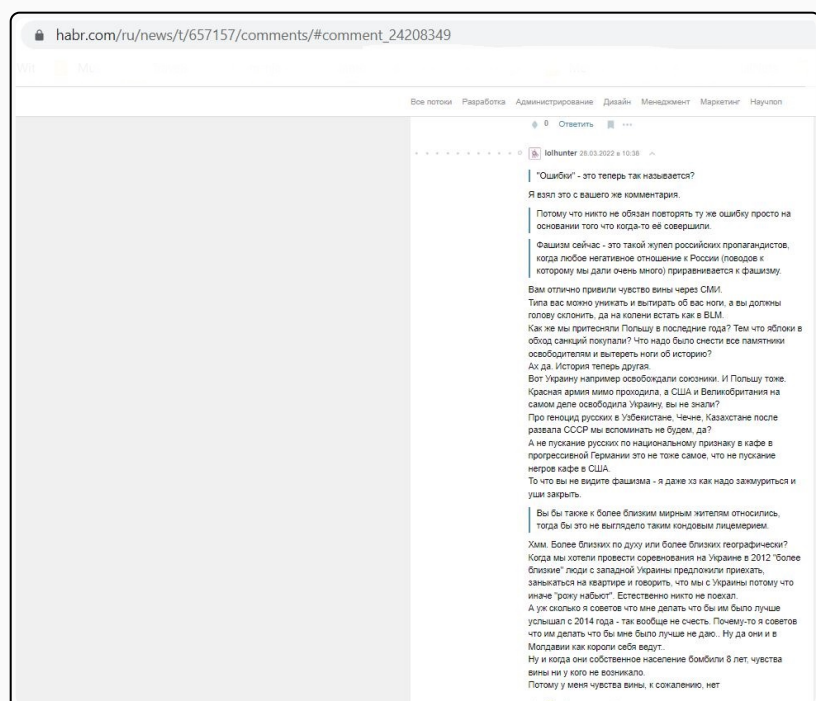 habr.com/ru/news/t/657157/comments/#comment_24208349
Все потоки Разработка Администрирование Дизайн Менеджмент Маркетинг Научпоп
0 Ответить
lolhunter 28.03.2022 в 10:36
"Ошибки" - это теперь так называется?
Я взял это с вашего же комментария.
Потому что никто не обязан повторять ту же ошибку просто на
основании того что когда-то её совершили.
Фашизм сейчас - это такой жупел российских пропагандистов,
когда любое негативное отношение к России (поводов к
которому мы дали очень много) приравнивается к фашизму.
Вам отлично привили чувство вины через СМИ.
Типа вас можно унижать и вытирать об вас ноги, а вы должны
голову склонить, да на колени встать как в BLM.
Как же мы притесняли Польшу в последние года? Тем что яблоки в
обход санкций покупали? Что надо было снести все памятники
освободителям и вытереть ноги об историю?
Ах да. История теперь другая.
Вот Украину например освобождали союзники. И Польшу тоже.
Красная армия мимо проходила, а США и Великобритания на
самом деле освободила Украину, вы не знали?
Про геноцид русских в Узбекистане, Чечне, Казахстане после
развала СССР мы вспоминать не будем, да?
А не пускание русских по национальному признаку в кафе в
прогрессивной Германии это не тоже самое, что не пускание
негров кафе в США.
То что вы не видите фашизма - я даже хз как надо зажмуриться и
уши закрыть.
Вы бы также к более близким мирным жителям относились,
тогда бы это не выглядело таким кондовым лицемерием.
Хмм. Более близких по духу или более близких географически?
Когда мы хотели провести соревнования на Украине в 2012 "более
близкие" люди с западной Украины предложили приехать,
заныкаться на квартире и говорить, что мы с Украины потому что
иначе "рожу набьют". Естественно никто не поехал.
А уж сколько я советов что мне делать что бы им было лучше
услышал с 2014 года - так вообще не счесть. Почему-то я советов
что им делать что бы мне было лучше не даю.. Ну да они и в
Молдавии как короли себя ведут..
Ну и когда они собственное население бомбили 8 лет, чувства
вины ни у кого не возникало.
Потому у меня чувства вины, к сожалению, нет